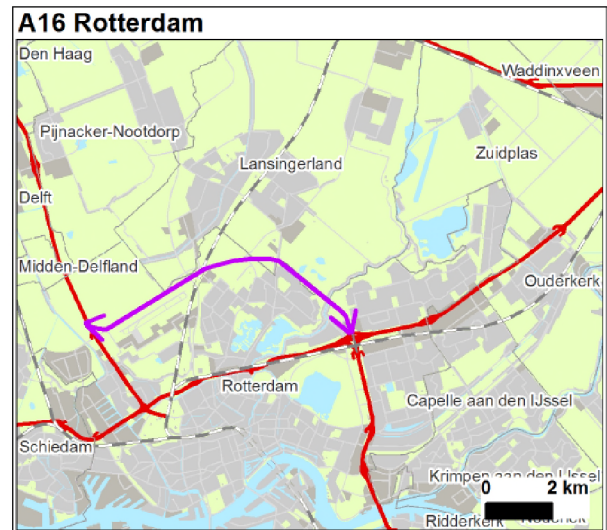 A16 Rotterdam
Den Haag
Waddinxveen
Pijnacker-Nootdorp
Lansingerland
Zuidplas
Delft
Midden-Delfland
Ouderkerk
Rotterdam
Capelle aan den IJssel
Schiedam
Krimpen aan den IJssel
0 2 km
Ridderkerk